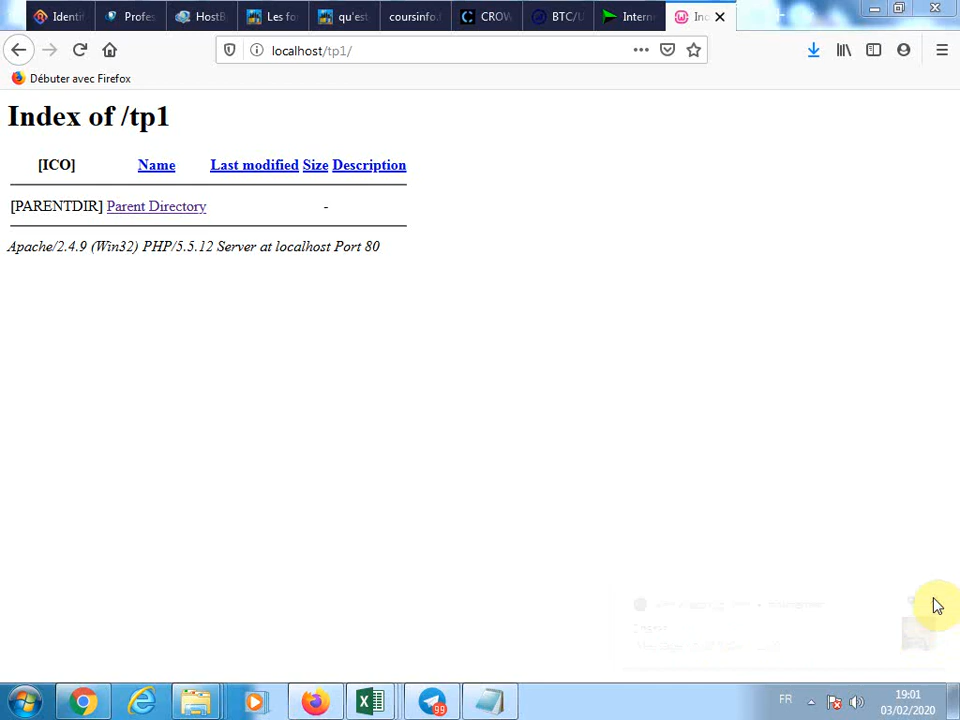 Identi Profes HostB Les fo qu'est coursinfo. CROW BTC/U Intern Ind
localhost/tp1/
Débuter avec Firefox
Index of /tp1
[ICO] Name Last modified Size Description
[PARENTDIR] Parent Directory -
Apache/2.4.9 (Win32) PHP/5.5.12 Server at localhost Port 80
99
FR 19:01
03/02/2020